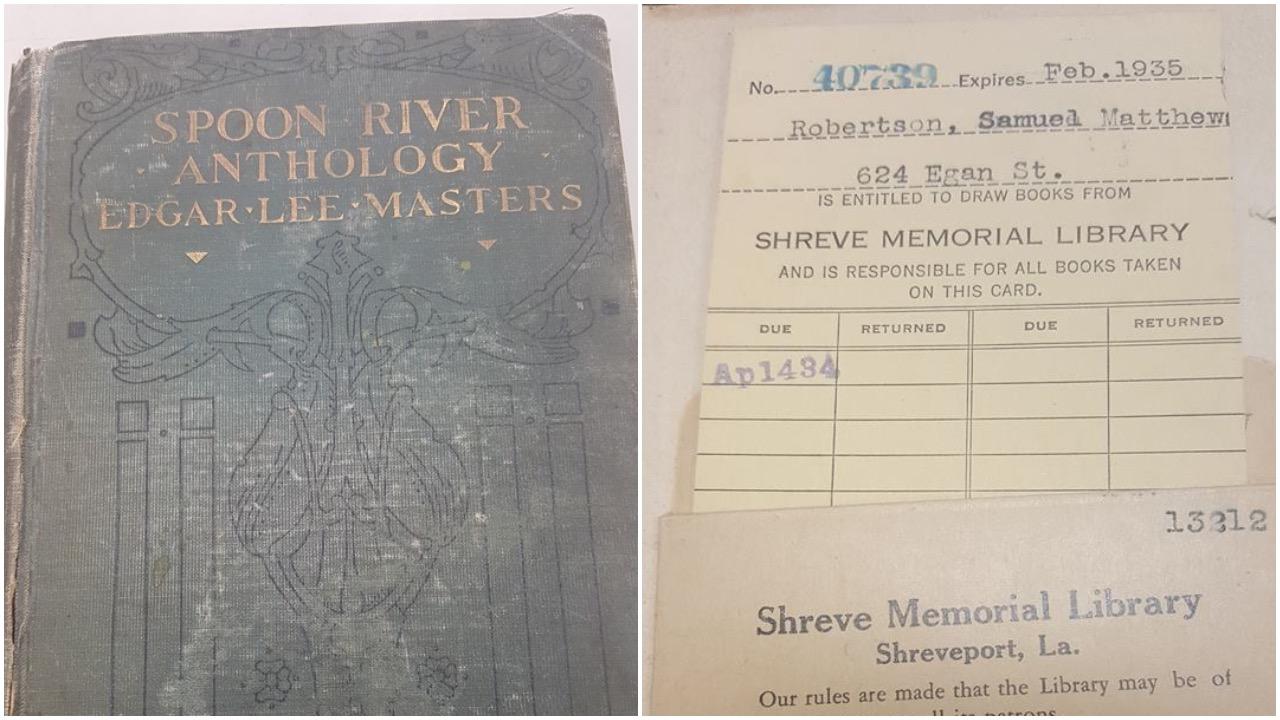 SPOON RIVER
ANTHOLOGY
EDGAR·LEE·MASTERS
No. 40739 Expires Feb.1935
Robertson, Samuel Matthew
624 Egan St.
IS ENTITLED TO DRAW BOOKS FROM
SHREVE MEMORIAL LIBRARY
AND IS RESPONSIBLE FOR ALL BOOKS TAKEN
ON THIS CARD.
DUE RETURNED DUE RETURNED
Ap1434
13212
Shreve Memorial Library
Shreveport, La.
Our rules are made that the Library may be of
its patrons